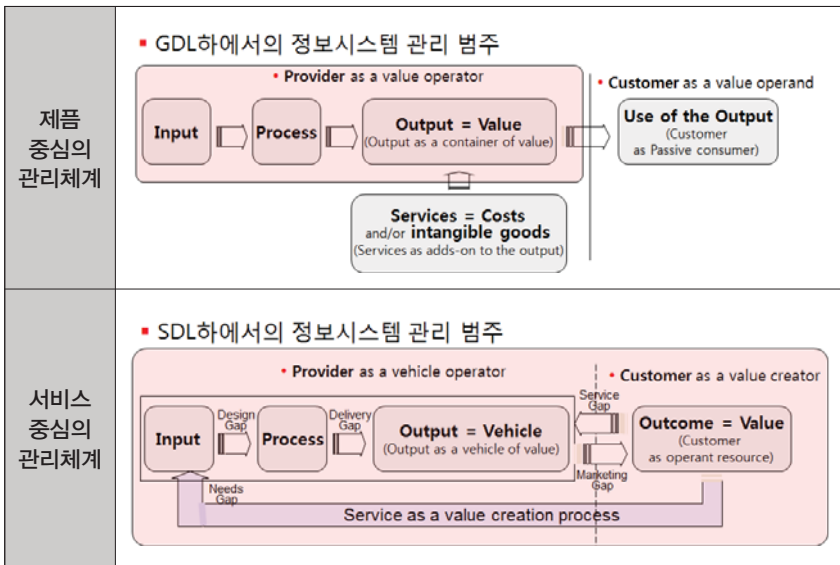 제품
중심의
관리체계
▪ GDL하에서의 정보시스템 관리 범주
• Provider as a value operator
• Customer as a value operand
Input
Process
Output = Value
(Output as a container of value)
Use of the Output
(Customer
as Passive consumer)
Services = Costs
and/or intangible goods
(Services as adds-on to the output)
서비스
중심의
관리체계
▪ SDL하에서의 정보시스템 관리 범주
• Provider as a vehicle operator
• Customer as a value creator
Input
Design
Gap
Process
Delivery
Gap
Output = Vehicle
(Output as a vehicle of value)
Service
Gap
Marketing
Gap
Outcome = Value
(Customer
as operant resource)
Needs
Gap
Service as a value creation process